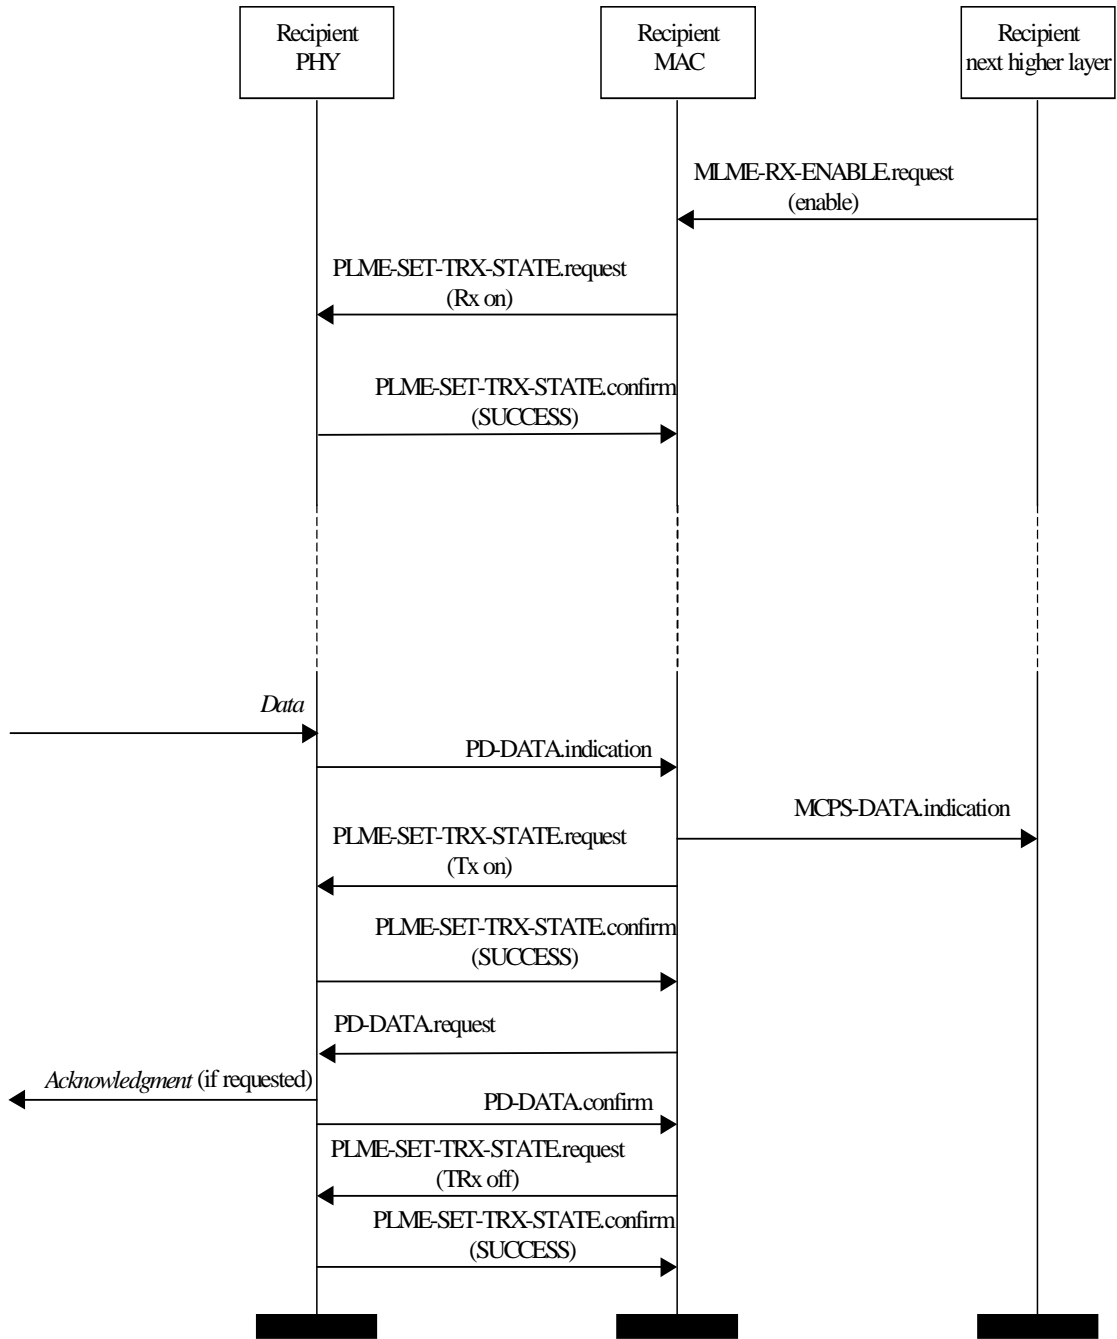 Recipient
PHY
Recipient
MAC
Recipient
next higher layer
MLME-RX-ENABLE.request
(enable)
PLME-SET-TRX-STATE.request
(Rx on)
PLME-SET-TRX-STATE.confirm
(SUCCESS)
Data
PD-DATA.indication
MCPS-DATA.indication
PLME-SET-TRX-STATE.request
(Tx on)
PLME-SET-TRX-STATE.confirm
(SUCCESS)
PD-DATA.request
Acknowledgment (if requested)
PD-DATA.confirm
PLME-SET-TRX-STATE.request
(TRx off)
PLME-SET-TRX-STATE.confirm
(SUCCESS)